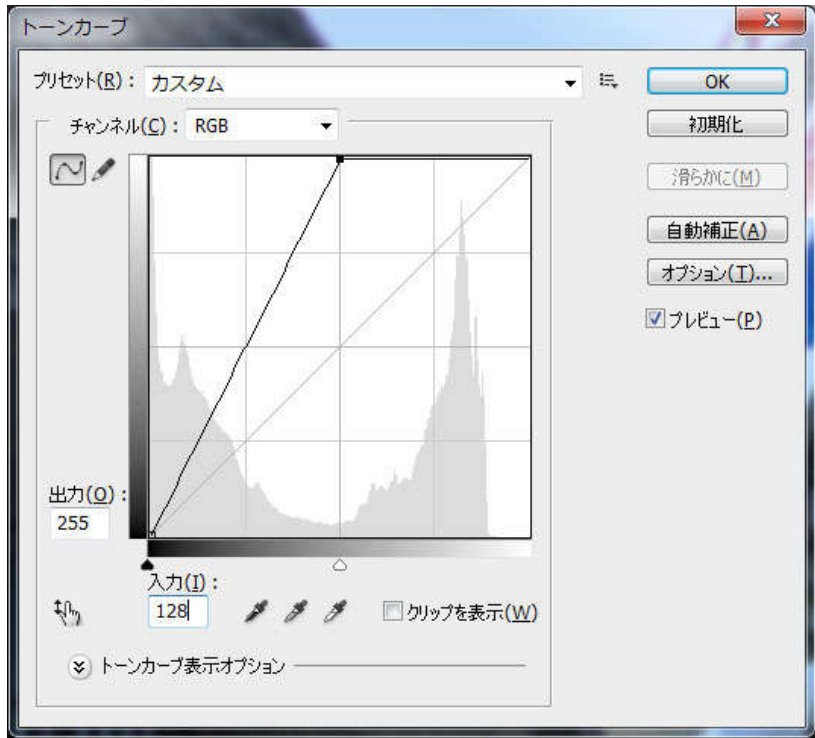 トーンカーブ
プリセット(R): カスタム
OK
チャンネル(C): RGB
初期化
滑らかに(M)
自動補正(A)
オプション(T)...
プレビュー(P)
出力(O):
255
入力(I):
128
クリップを表示(W)
トーンカーブ表示オプション